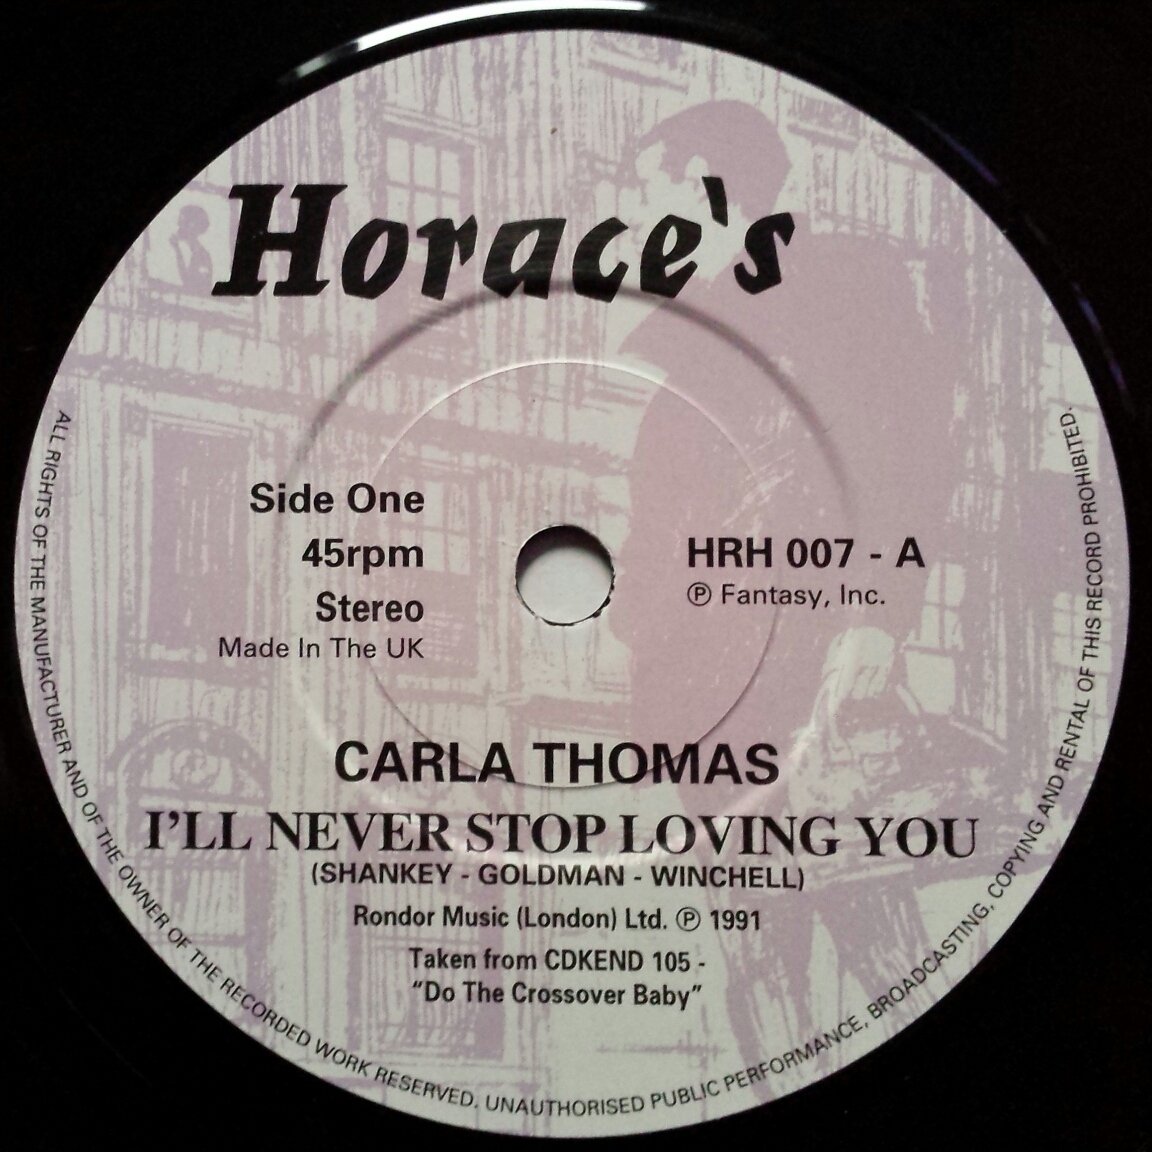 Horace's
Side One
45rpm
Stereo
Made In The UK
HRH 007 - A
℗ Fantasy, Inc.
CARLA THOMAS
I'LL NEVER STOP LOVING YOU
(SHANKEY - GOLDMAN - WINCHELL)
Rondor Music (London) Ltd. ℗ 1991
Taken from CDKEND 105 -
"Do The Crossover Baby"
ALL RIGHTS OF THE MANUFACTURER AND OF THE OWNER OF THE RECORDED WORK RESERVED. UNAUTHORISED PUBLIC PERFORMANCE, BROADCASTING, COPYING AND RENTAL OF THIS RECORD PROHIBITED.